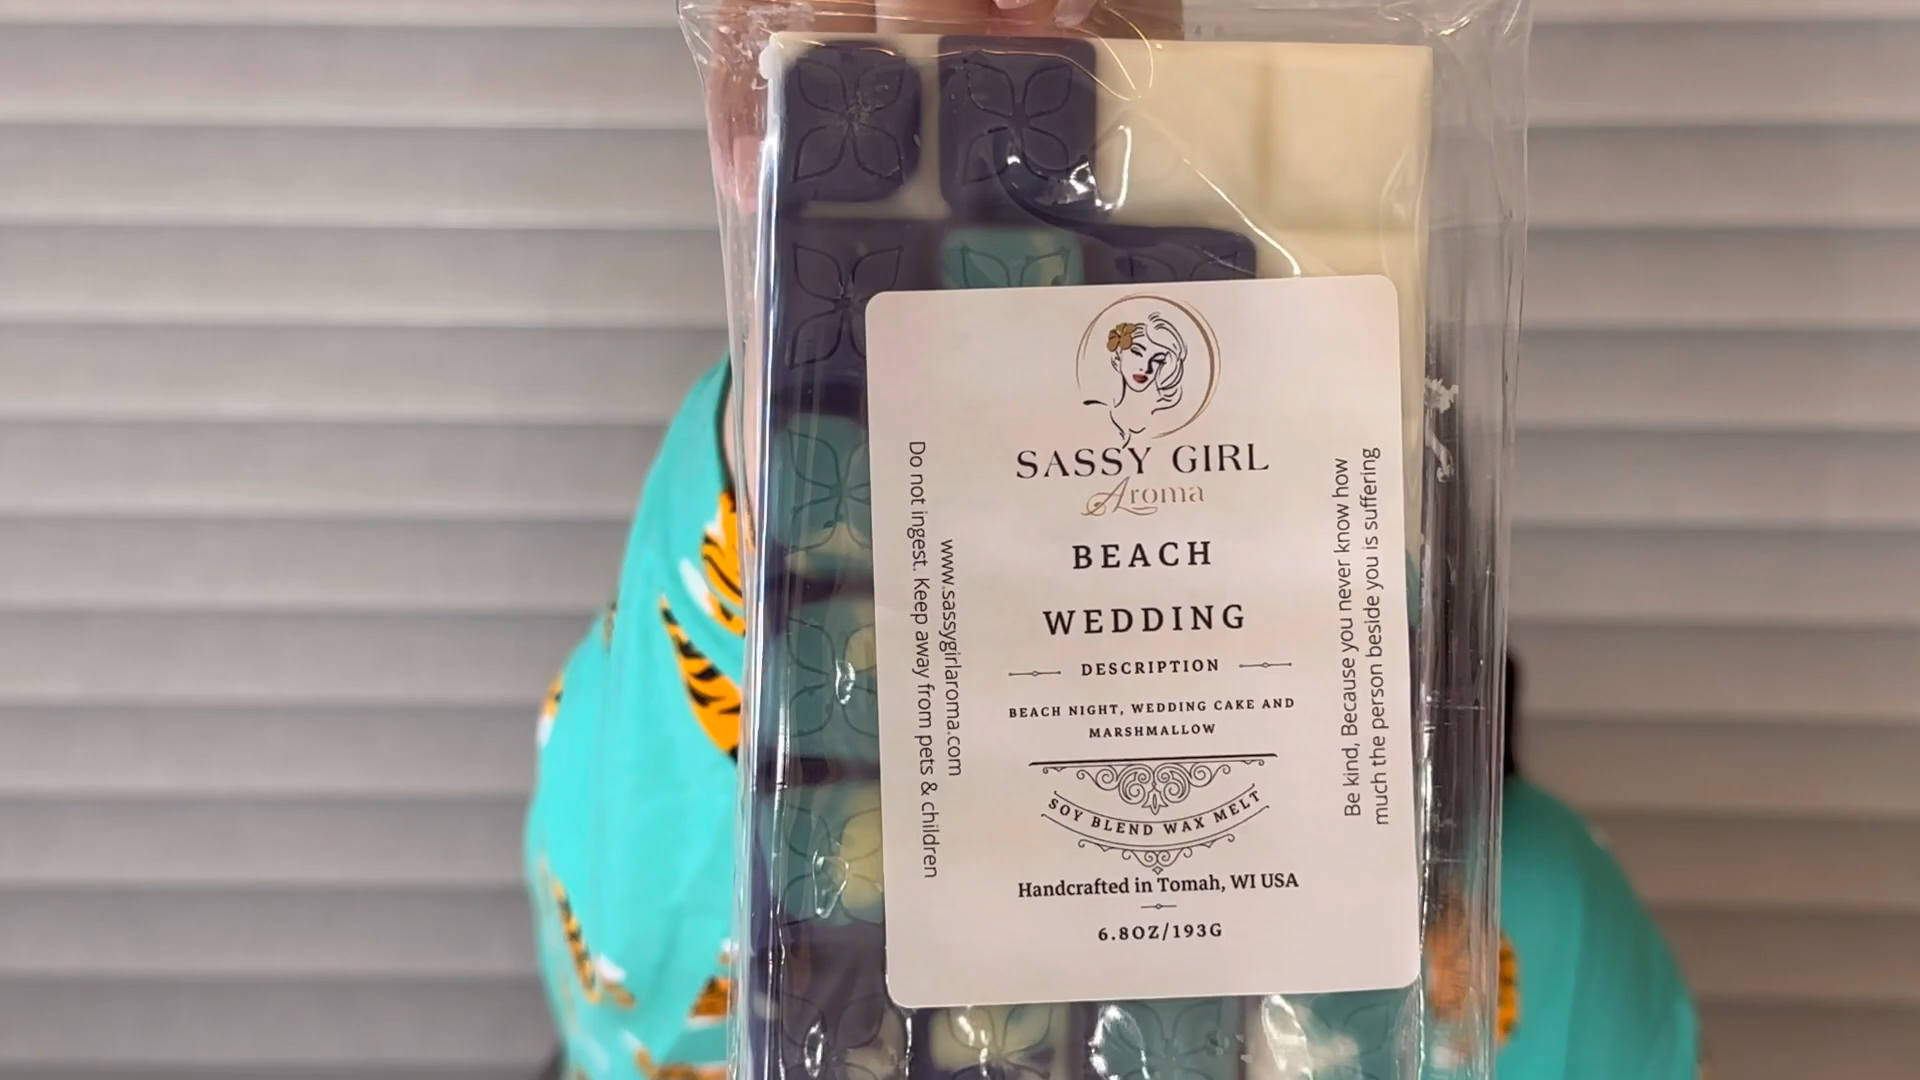 SASSY GIRL
Aroma
BEACH
WEDDING
DESCRIPTION
BEACH NIGHT, WEDDING CAKE AND
MARSHMALLOW
SOY BLEND WAX MELT
Handcrafted in Tomah, WI USA
6.8OZ/193G
www.sassygirlaroma.com
Do not ingest. Keep away from pets & children
Be kind, Because you never know how
much the person beside you is suffering